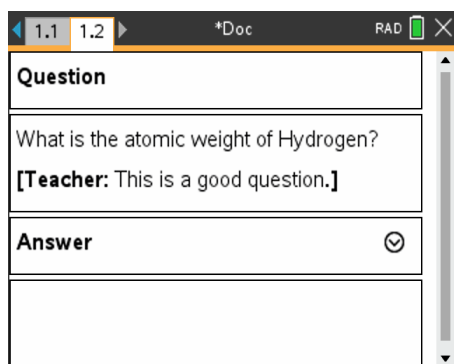 1.1 1.2 *Doc RAD
Question
What is the atomic weight of Hydrogen?
[Teacher: This is a good question.]
Answer